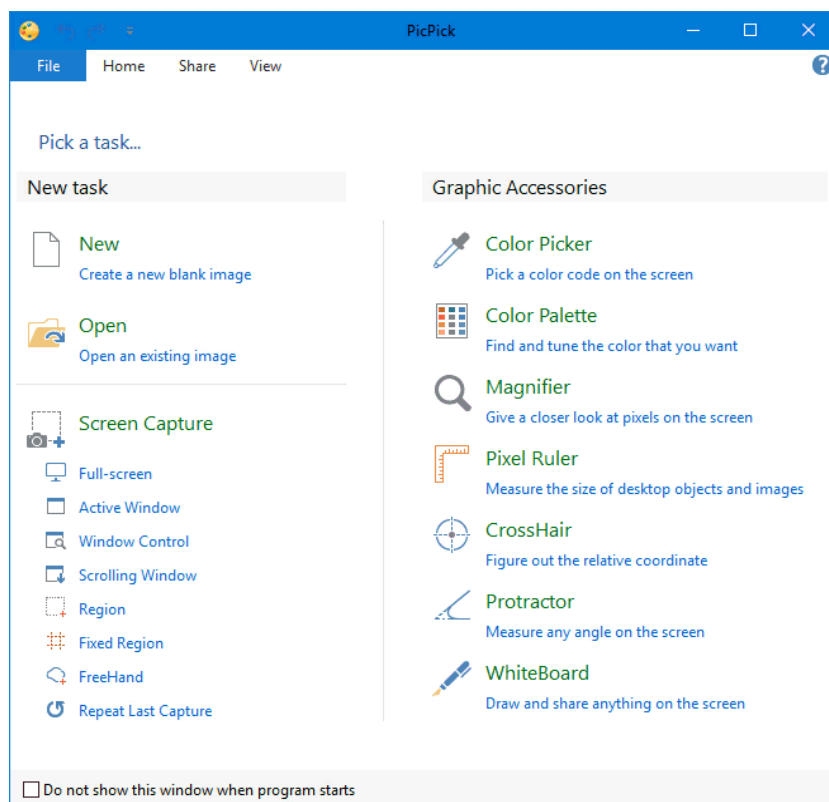 PicPick
File Home Share View
Pick a task...
New task
New
Create a new blank image
Open
Open an existing image
Screen Capture
Full-screen
Active Window
Window Control
Scrolling Window
Region
Fixed Region
FreeHand
Repeat Last Capture
Graphic Accessories
Color Picker
Pick a color code on the screen
Color Palette
Find and tune the color that you want
Magnifier
Give a closer look at pixels on the screen
Pixel Ruler
Measure the size of desktop objects and images
CrossHair
Figure out the relative coordinate
Protractor
Measure any angle on the screen
WhiteBoard
Draw and share anything on the screen
Do not show this window when program starts